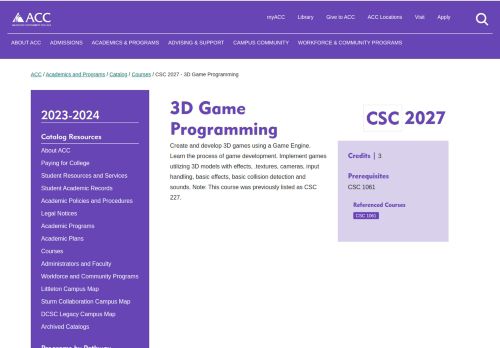 ACC
myACC Library Give to ACC ACC Locations Visit Apply
ABOUT ACC ADMISSIONS ACADEMICS & PROGRAMS ADVISING & SUPPORT CAMPUS COMMUNITY WORKFORCE & COMMUNITY PROGRAMS
ACC / Academics and Programs / Catalog / Courses / CSC 2027 - 3D Game Programming
2023-2024
Catalog Resources
About ACC
Paying for College
Student Resources and Services
Student Academic Records
Academic Policies and Procedures
Legal Notices
Academic Programs
Academic Plans
Courses
Administrators and Faculty
Workforce and Community Programs
Littleton Campus Map
Sturm Collaboration Campus Map
DCSC Legacy Campus Map
Archived Catalogs
Programs by Pathway
3D Game
Programming
Create and develop 3D games using a Game Engine.
Learn the process of game development. Implement games
utilizing 3D models with effects, .textures, cameras, input
handling, basic effects, basic collision detection and
sounds. Note: This course was previously listed as CSC
227.
CSC 2027
Credits | 3
Prerequisites
CSC 1061
Referenced Courses
CSC 1061